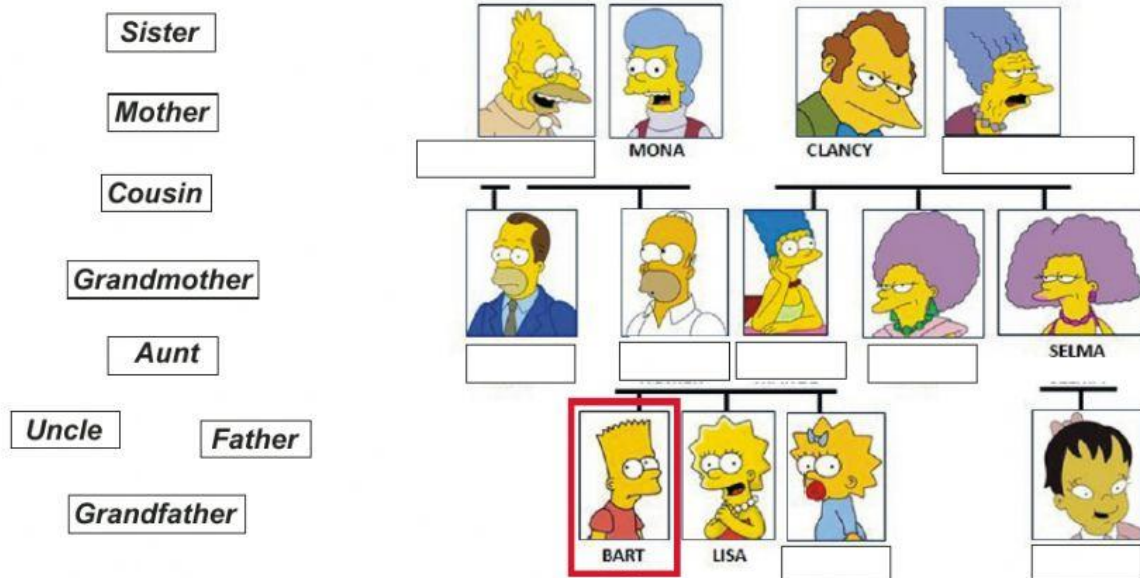 Sister
Mother
Cousin
Grandmother
Aunt
Uncle
Father
Grandfather
MONA
CLANCY
SELMA
BART
LISA